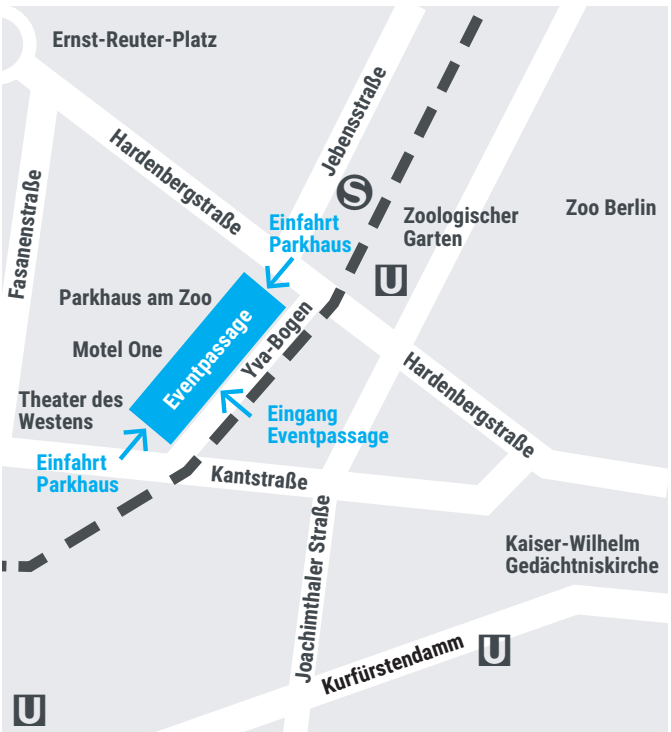 Ernst-Reuter-Platz
Jebensstraße
Hardenbergstraße
Fasanenstraße
S
Zoologischer
Garten
Zoo Berlin
Einfahrt
Parkhaus
U
Parkhaus am Zoo
Motel One
Eventpassage
Yva-Bogen
Theater des
Westens
Hardenbergstraße
Eingang
Eventpassage
Einfahrt
Parkhaus
Kantstraße
Joachimthaler Straße
Kaiser-Wilhelm
Gedächtniskirche
Kurfürstendamm
U
U